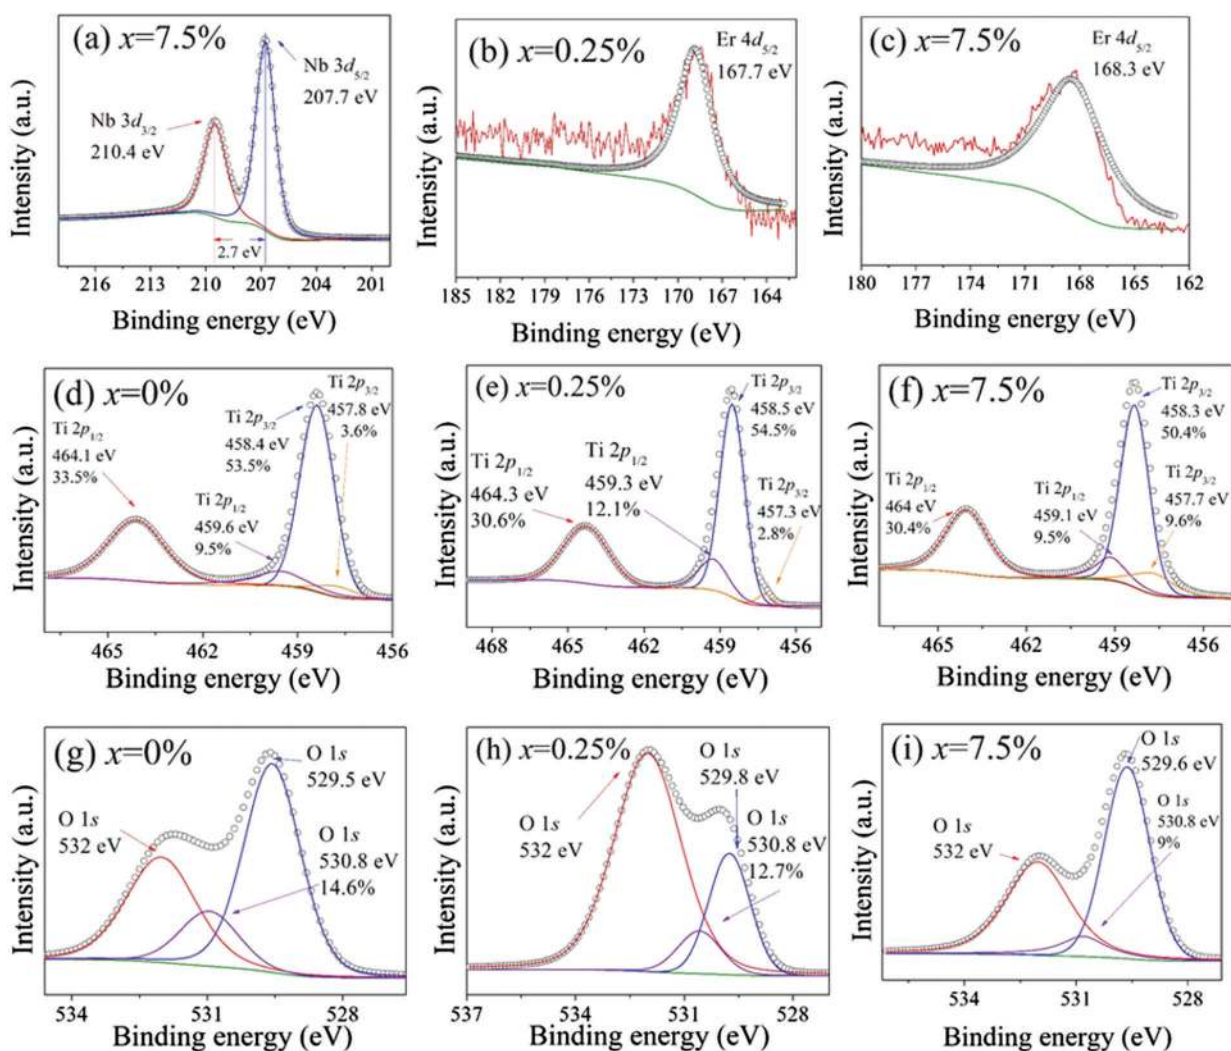 (a) x=7.5%
Nb 3d5/2
207.7 eV
Nb 3d3/2
210.4 eV
2.7 eV
216 213 210 207 204 201
Binding energy (eV)
Intensity (a.u.)
(b) x=0.25%
Er 4d5/2
167.7 eV
185 182 179 176 173 170 167 164
Binding energy (eV)
Intensity (a.u.)
(c) x=7.5%
Er 4d5/2
168.3 eV
180 177 174 171 168 165 162
Binding energy (eV)
Intensity (a.u.)
(d) x=0%
Ti 2p3/2
457.8 eV
3.6%
Ti 2p3/2
458.4 eV
53.5%
Ti 2p1/2
464.1 eV
33.5%
Ti 2p1/2
459.6 eV
9.5%
465 462 459 456
Binding energy (eV)
Intensity (a.u.)
(e) x=0.25%
Ti 2p3/2
458.5 eV
54.5%
Ti 2p1/2
464.3 eV
30.6%
Ti 2p1/2
459.3 eV
12.1%
Ti 2p3/2
457.3 eV
2.8%
468 465 462 459 456
Binding energy (eV)
Intensity (a.u.)
(f) x=7.5%
Ti 2p3/2
458.3 eV
50.4%
Ti 2p1/2
464 eV
30.4%
Ti 2p1/2
459.1 eV
9.5%
Ti 2p3/2
457.7 eV
9.6%
465 462 459 456
Binding energy (eV)
Intensity (a.u.)
(g) x=0%
O 1s
529.5 eV
O 1s
532 eV
O 1s
530.8 eV
14.6%
534 531 528
Binding energy (eV)
Intensity (a.u.)
(h) x=0.25%
O 1s
529.8 eV
O 1s
532 eV
O 1s
530.8 eV
12.7%
537 534 531 528
Binding energy (eV)
Intensity (a.u.)
(i) x=7.5%
O 1s
529.6 eV
O 1s
532 eV
O 1s
530.8 eV
9%
534 531 528
Binding energy (eV)
Intensity (a.u.)